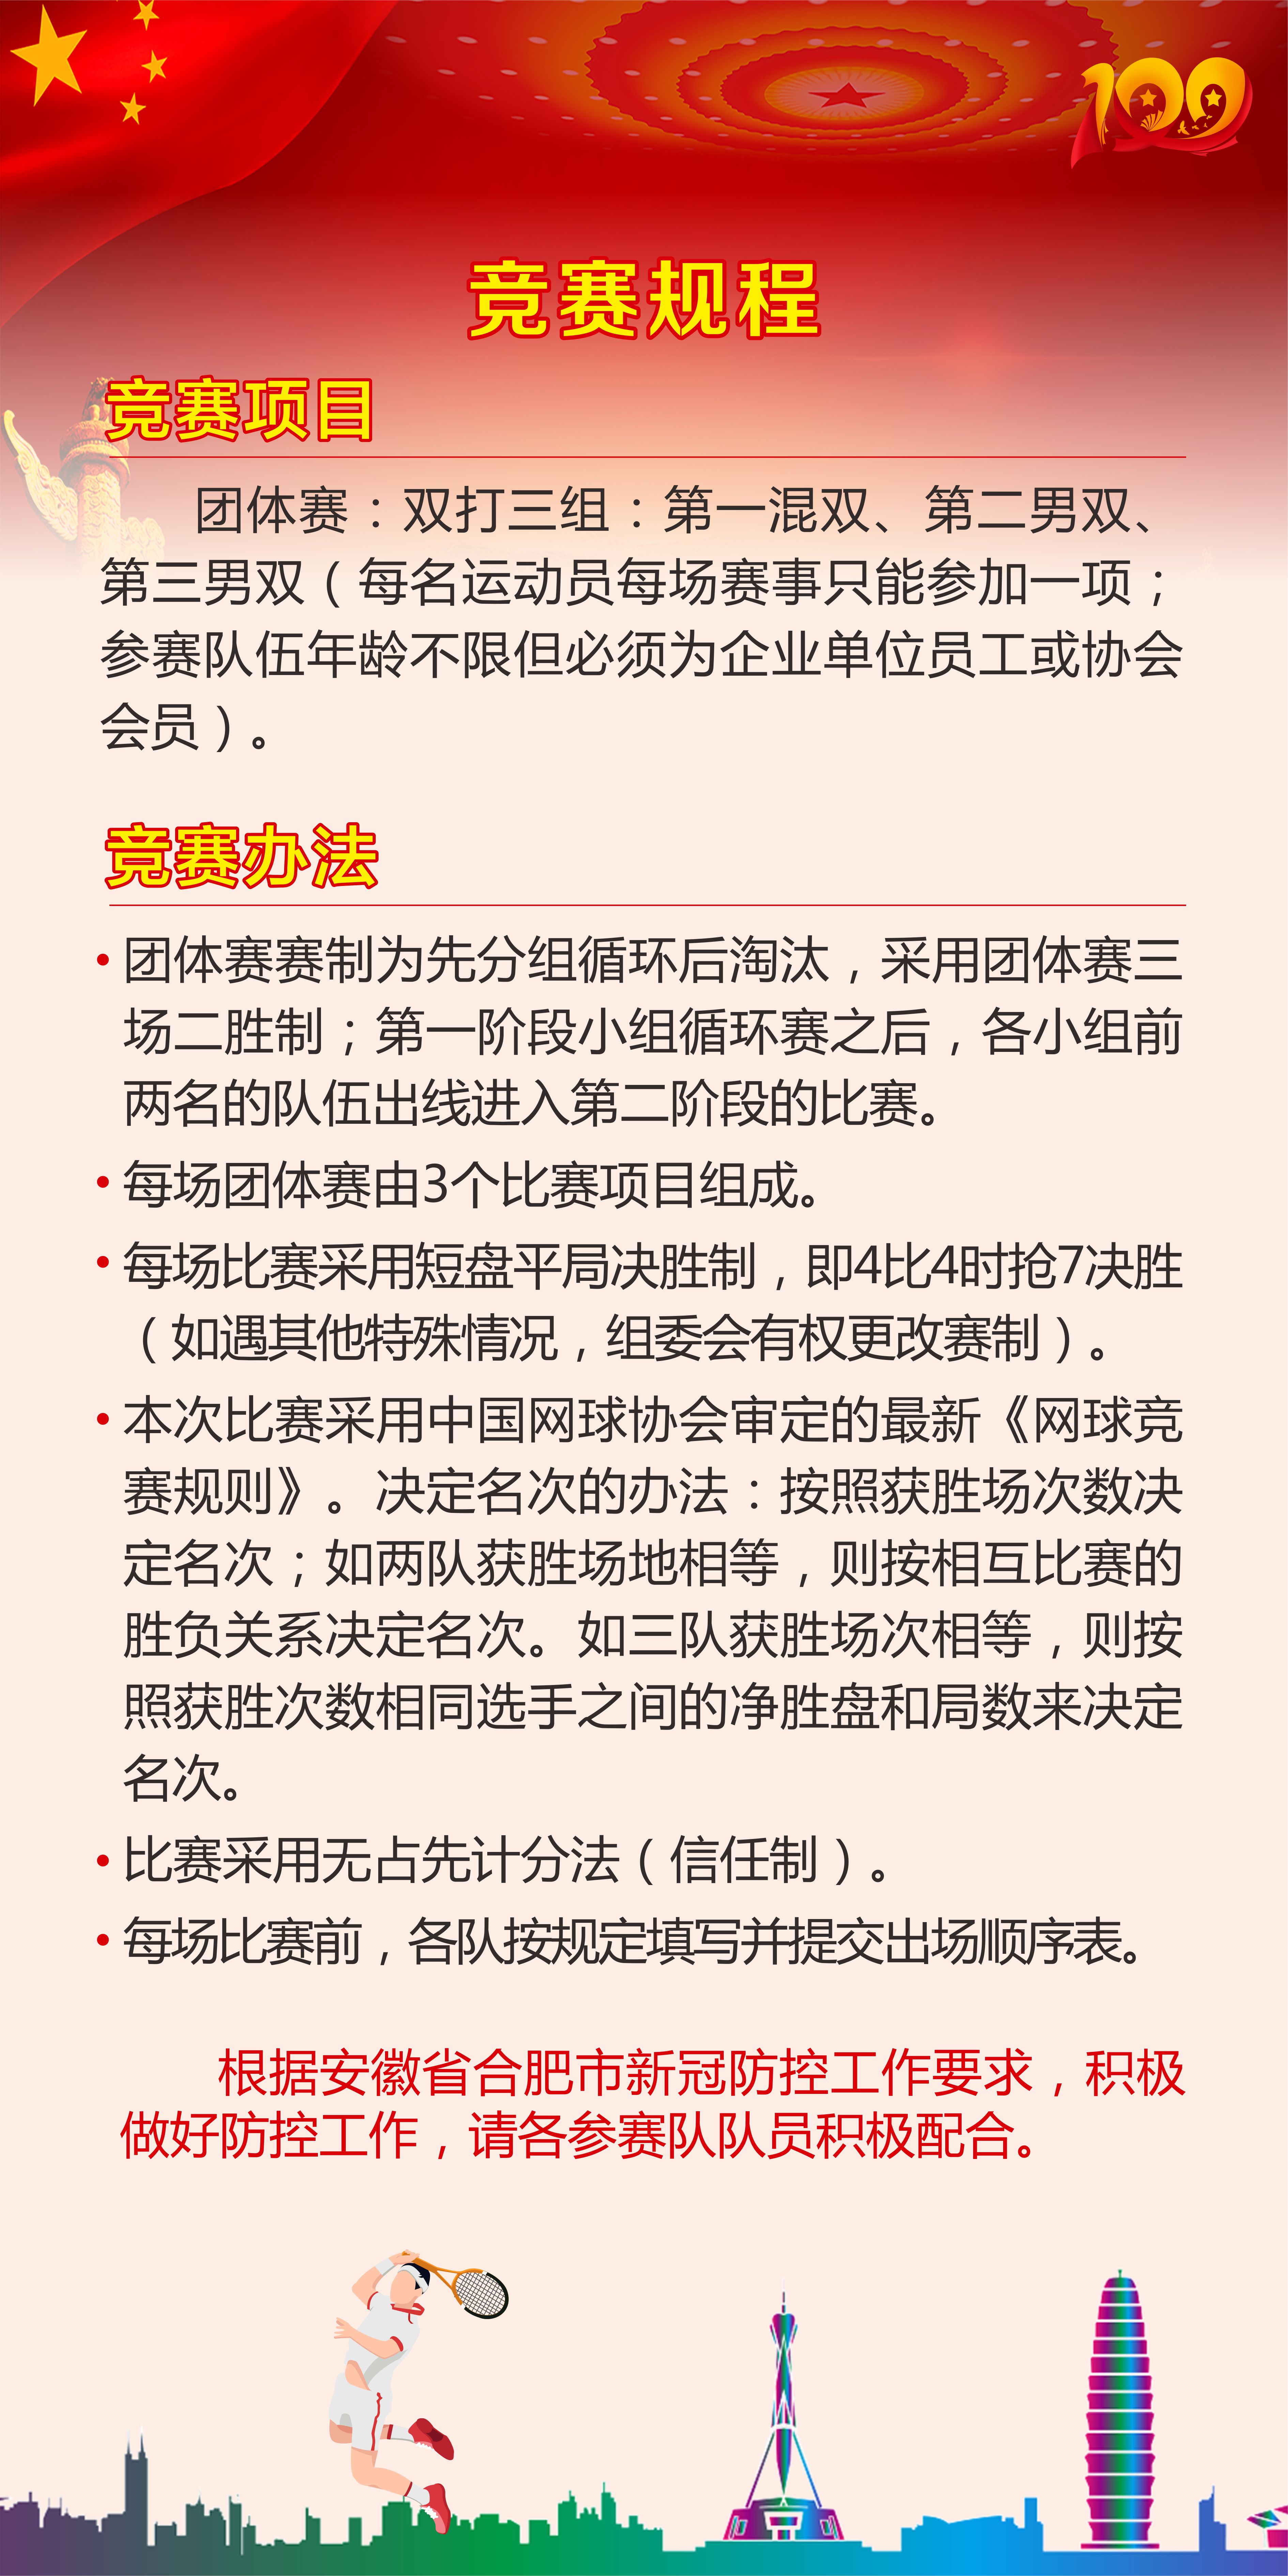 100
竞赛规程
竞赛项目
团体赛：双打三组：第一混双、第二男双、
第三男双（每名运动员每场赛事只能参加一项；
参赛队伍年龄不限但必须为企业单位员工或协会
会员）。
竞赛办法
•团体赛赛制为先分组循环后淘汰，采用团体赛三
场二胜制；第一阶段小组循环赛之后，各小组前
两名的队伍出线进入第二阶段的比赛。
•每场团体赛由3个比赛项目组成。
•每场比赛采用短盘平局决胜制，即4比4时抢7决胜
（如遇其他特殊情况，组委会有权更改赛制）。
•本次比赛采用中国网球协会审定的最新《网球竞
赛规则》。决定名次的办法：按照获胜场次数决
定名次；如两队获胜场地相等，则按相互比赛的
胜负关系决定名次。如三队获胜场次相等，则按
照获胜次数相同选手之间的净胜盘和局数来决定
名次。
•比赛采用无占先计分法（信任制）。
•每场比赛前，各队按规定填写并提交出场顺序表。
根据安徽省合肥市新冠防控工作要求，积极
做好防控工作，请各参赛队队员积极配合。